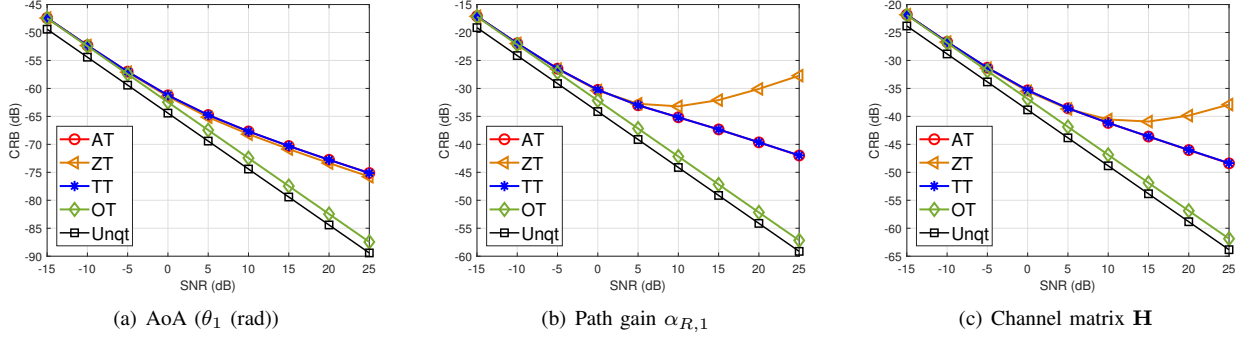 -45
-50
-55
-60
-65
-70
-75
-80
-85
-90
CRB (dB)
AT
ZT
TT
OT
Unqt
-15 -10 -5 0 5 10 15 20 25
SNR (dB)
(a) AoA (θ1 (rad))
-15
-20
-25
-30
-35
-40
-45
-50
-55
-60
CRB (dB)
AT
ZT
TT
OT
Unqt
-15 -10 -5 0 5 10 15 20 25
SNR (dB)
(b) Path gain αR,1
-20
-25
-30
-35
-40
-45
-50
-55
-60
-65
CRB (dB)
AT
ZT
TT
OT
Unqt
-15 -10 -5 0 5 10 15 20 25
SNR (dB)
(c) Channel matrix H